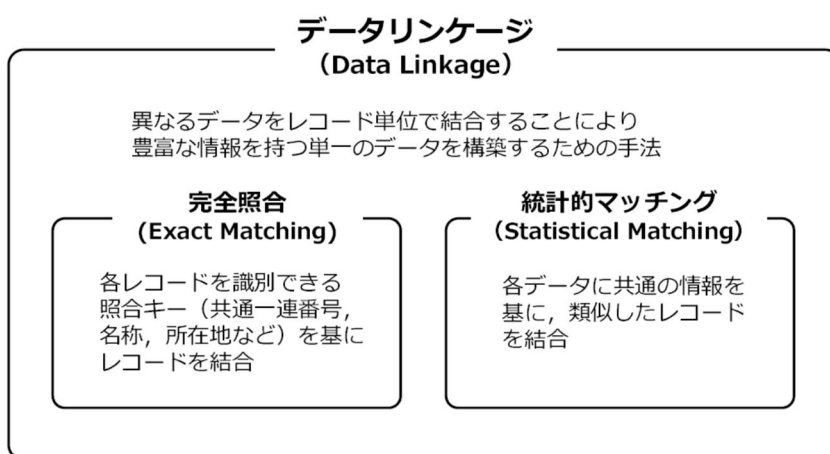 データリンケージ
（Data Linkage）
異なるデータをレコード単位で結合することにより
豊富な情報を持つ単一のデータを構築するための手法
完全照合
(Exact Matching)
各レコードを識別できる
照合キー（共通一連番号，
名称，所在地など）を基に
レコードを結合
統計的マッチング
（Statistical Matching）
各データに共通の情報を
基に，類似したレコード
を結合